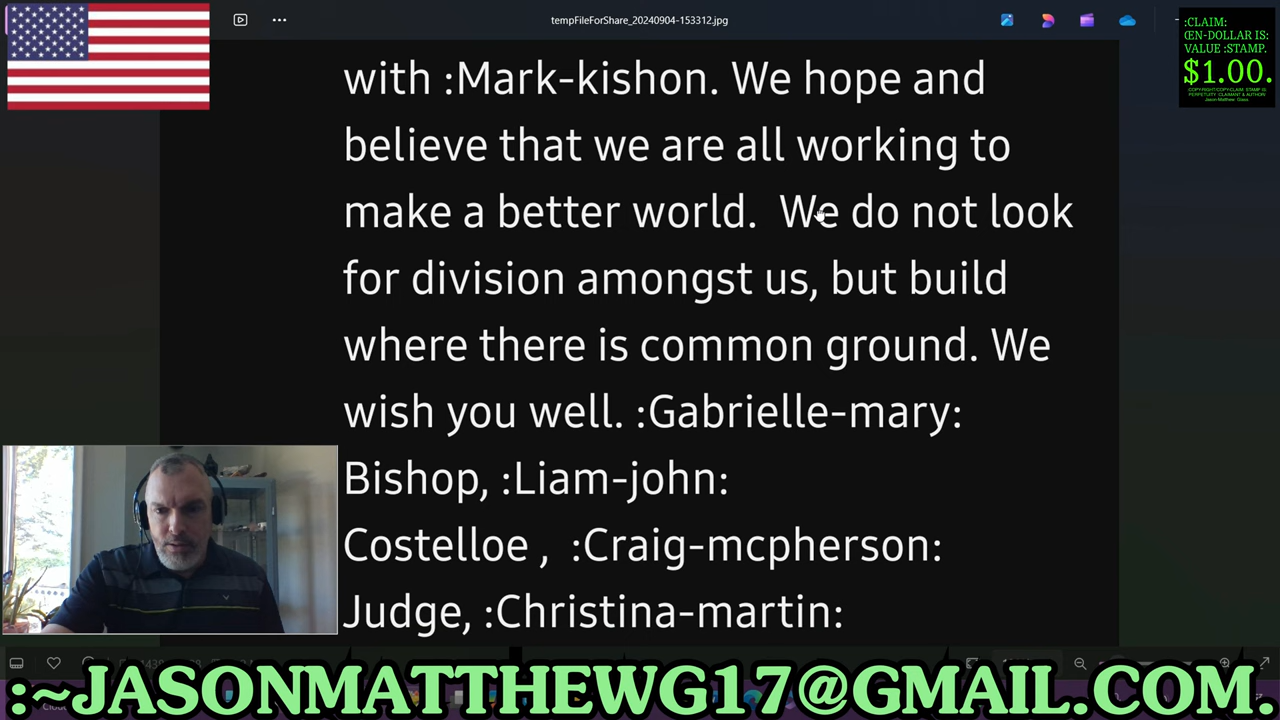 tempFileForShare_20240904-153312.jpg
:CLAIM:
ŒN-DOLLAR IS:
VALUE :STAMP.
$1.00.
Jason Matthew. Glass.
with :Mark-kishon. We hope and
believe that we are all working to
make a better world.  We do not look
for division amongst us, but build
where there is common ground. We
wish you well. :Gabrielle-mary:
Bishop, :Liam-john:
Costelloe ,  :Craig-mcpherson:
Judge, :Christina-martin:
:~JASONMATTHEWG17@GMAIL.COM.